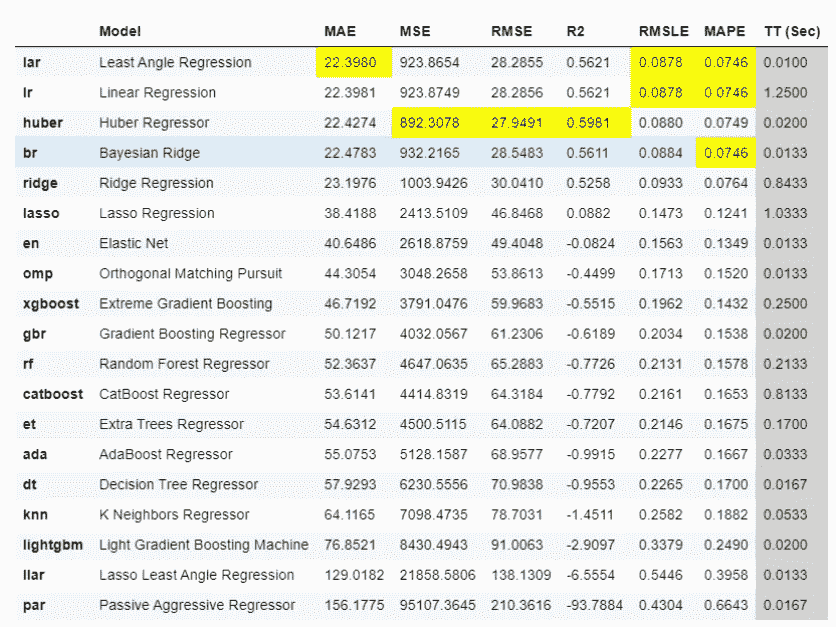 Model MAE MSE RMSE R2 RMSLE MAPE TT (Sec)
lar Least Angle Regression 22.3980 923.8654 28.2855 0.5621 0.0878 0.0746 0.0100
lr Linear Regression 22.3981 923.8749 28.2856 0.5621 0.0878 0.0746 1.2500
huber Huber Regressor 22.4274 892.3078 27.9491 0.5981 0.0880 0.0749 0.0200
br Bayesian Ridge 22.4783 932.2165 28.5483 0.5611 0.0884 0.0746 0.0133
ridge Ridge Regression 23.1976 1003.9426 30.0410 0.5258 0.0933 0.0764 0.8433
lasso Lasso Regression 38.4188 2413.5109 46.8468 0.0882 0.1473 0.1241 1.0333
en Elastic Net 40.6486 2618.8759 49.4048 -0.0824 0.1563 0.1349 0.0133
omp Orthogonal Matching Pursuit 44.3054 3048.2658 53.8613 -0.4499 0.1713 0.1520 0.0133
xgboost Extreme Gradient Boosting 46.7192 3791.0476 59.9683 -0.5515 0.1962 0.1432 0.2500
gbr Gradient Boosting Regressor 50.1217 4032.0567 61.2306 -0.6189 0.2034 0.1538 0.0200
rf Random Forest Regressor 52.3637 4647.0635 65.2883 -0.7726 0.2131 0.1578 0.2133
catboost CatBoost Regressor 53.6141 4414.8319 64.3184 -0.7792 0.2161 0.1653 0.8133
et Extra Trees Regressor 54.6312 4500.5115 64.0882 -0.7207 0.2146 0.1675 0.1700
ada AdaBoost Regressor 55.0753 5128.1587 68.9577 -0.9915 0.2277 0.1667 0.0333
dt Decision Tree Regressor 57.9293 6230.5556 70.9838 -0.9553 0.2265 0.1700 0.0167
knn K Neighbors Regressor 64.1165 7098.4735 78.7031 -1.4511 0.2582 0.1882 0.0533
lightgbm Light Gradient Boosting Machine 76.8521 8430.4943 91.0063 -2.9097 0.3379 0.2490 0.0200
llar Lasso Least Angle Regression 129.0182 21858.5806 138.1309 -6.5554 0.5446 0.3958 0.0133
par Passive Aggressive Regressor 156.1775 95107.3645 210.3616 -93.7884 0.4304 0.6643 0.0167